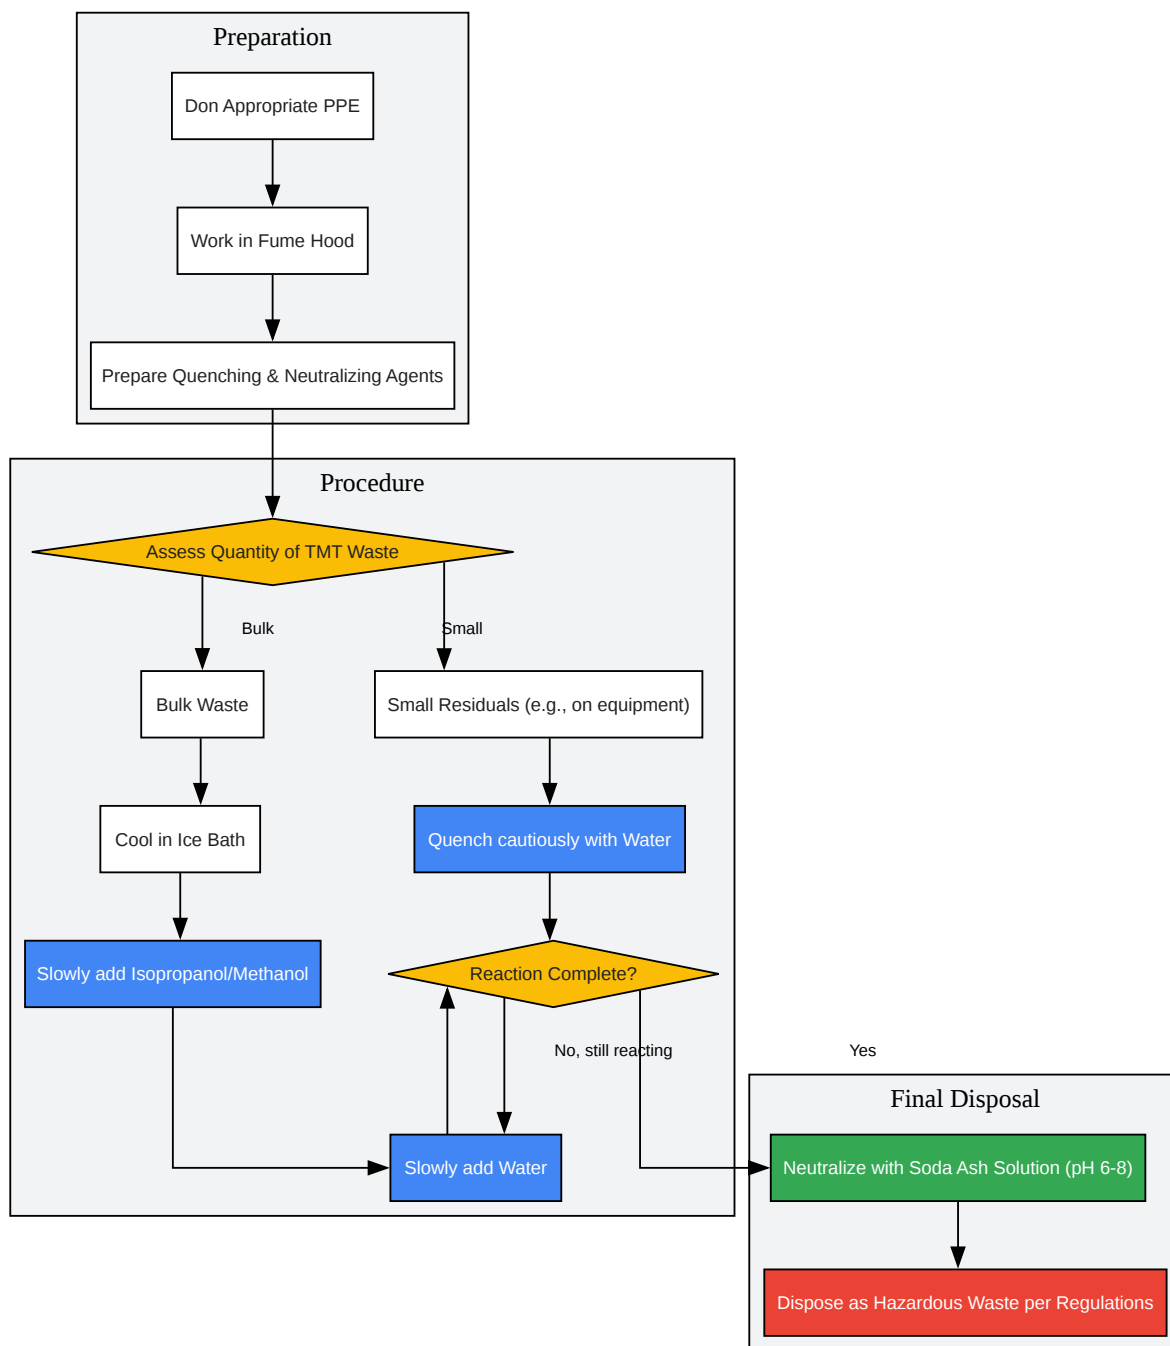 Preparation
Don Appropriate PPE
Work in Fume Hood
Prepare Quenching & Neutralizing Agents
Procedure
Assess Quantity of TMT Waste
Bulk
Small
Bulk Waste
Small Residuals (e.g., on equipment)
Cool in Ice Bath
Quench cautiously with Water
Slowly add Isopropanol/Methanol
Reaction Complete?
No, still reacting
Yes
Final Disposal
Slowly add Water
Neutralize with Soda Ash Solution (pH 6-8)
Dispose as Hazardous Waste per Regulations